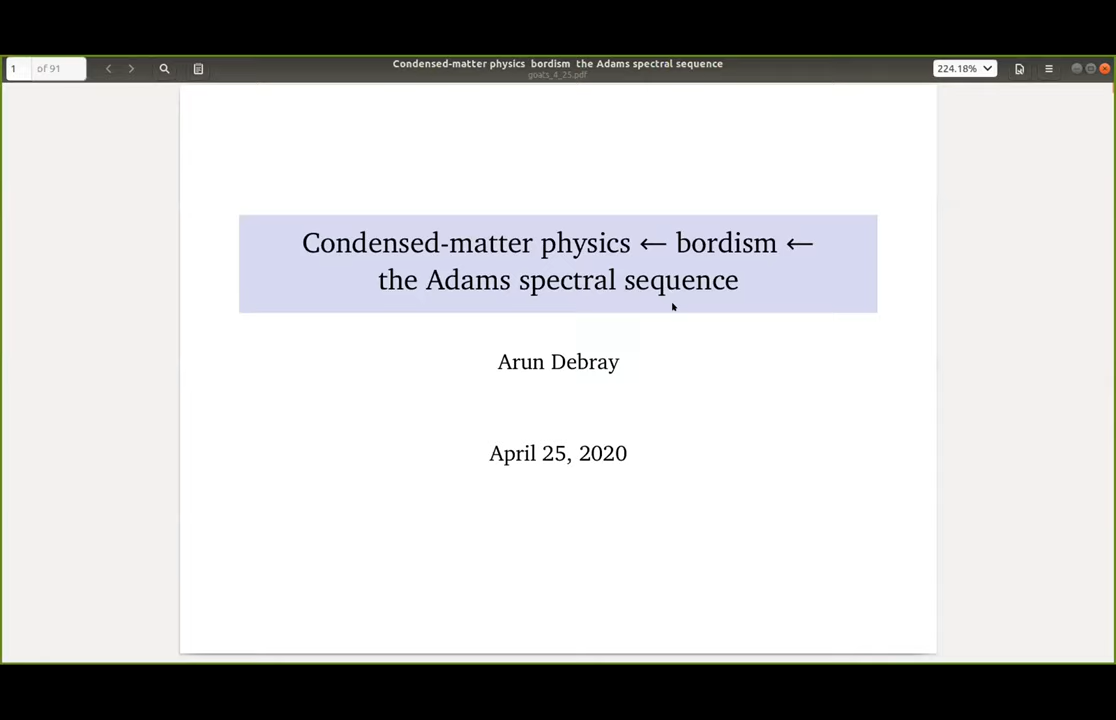 1 of 91
Condensed-matter physics bordism the Adams spectral sequence
goats_4_25.pdf
224.18%
Condensed-matter physics ← bordism ←
the Adams spectral sequence
Arun Debray
April 25, 2020